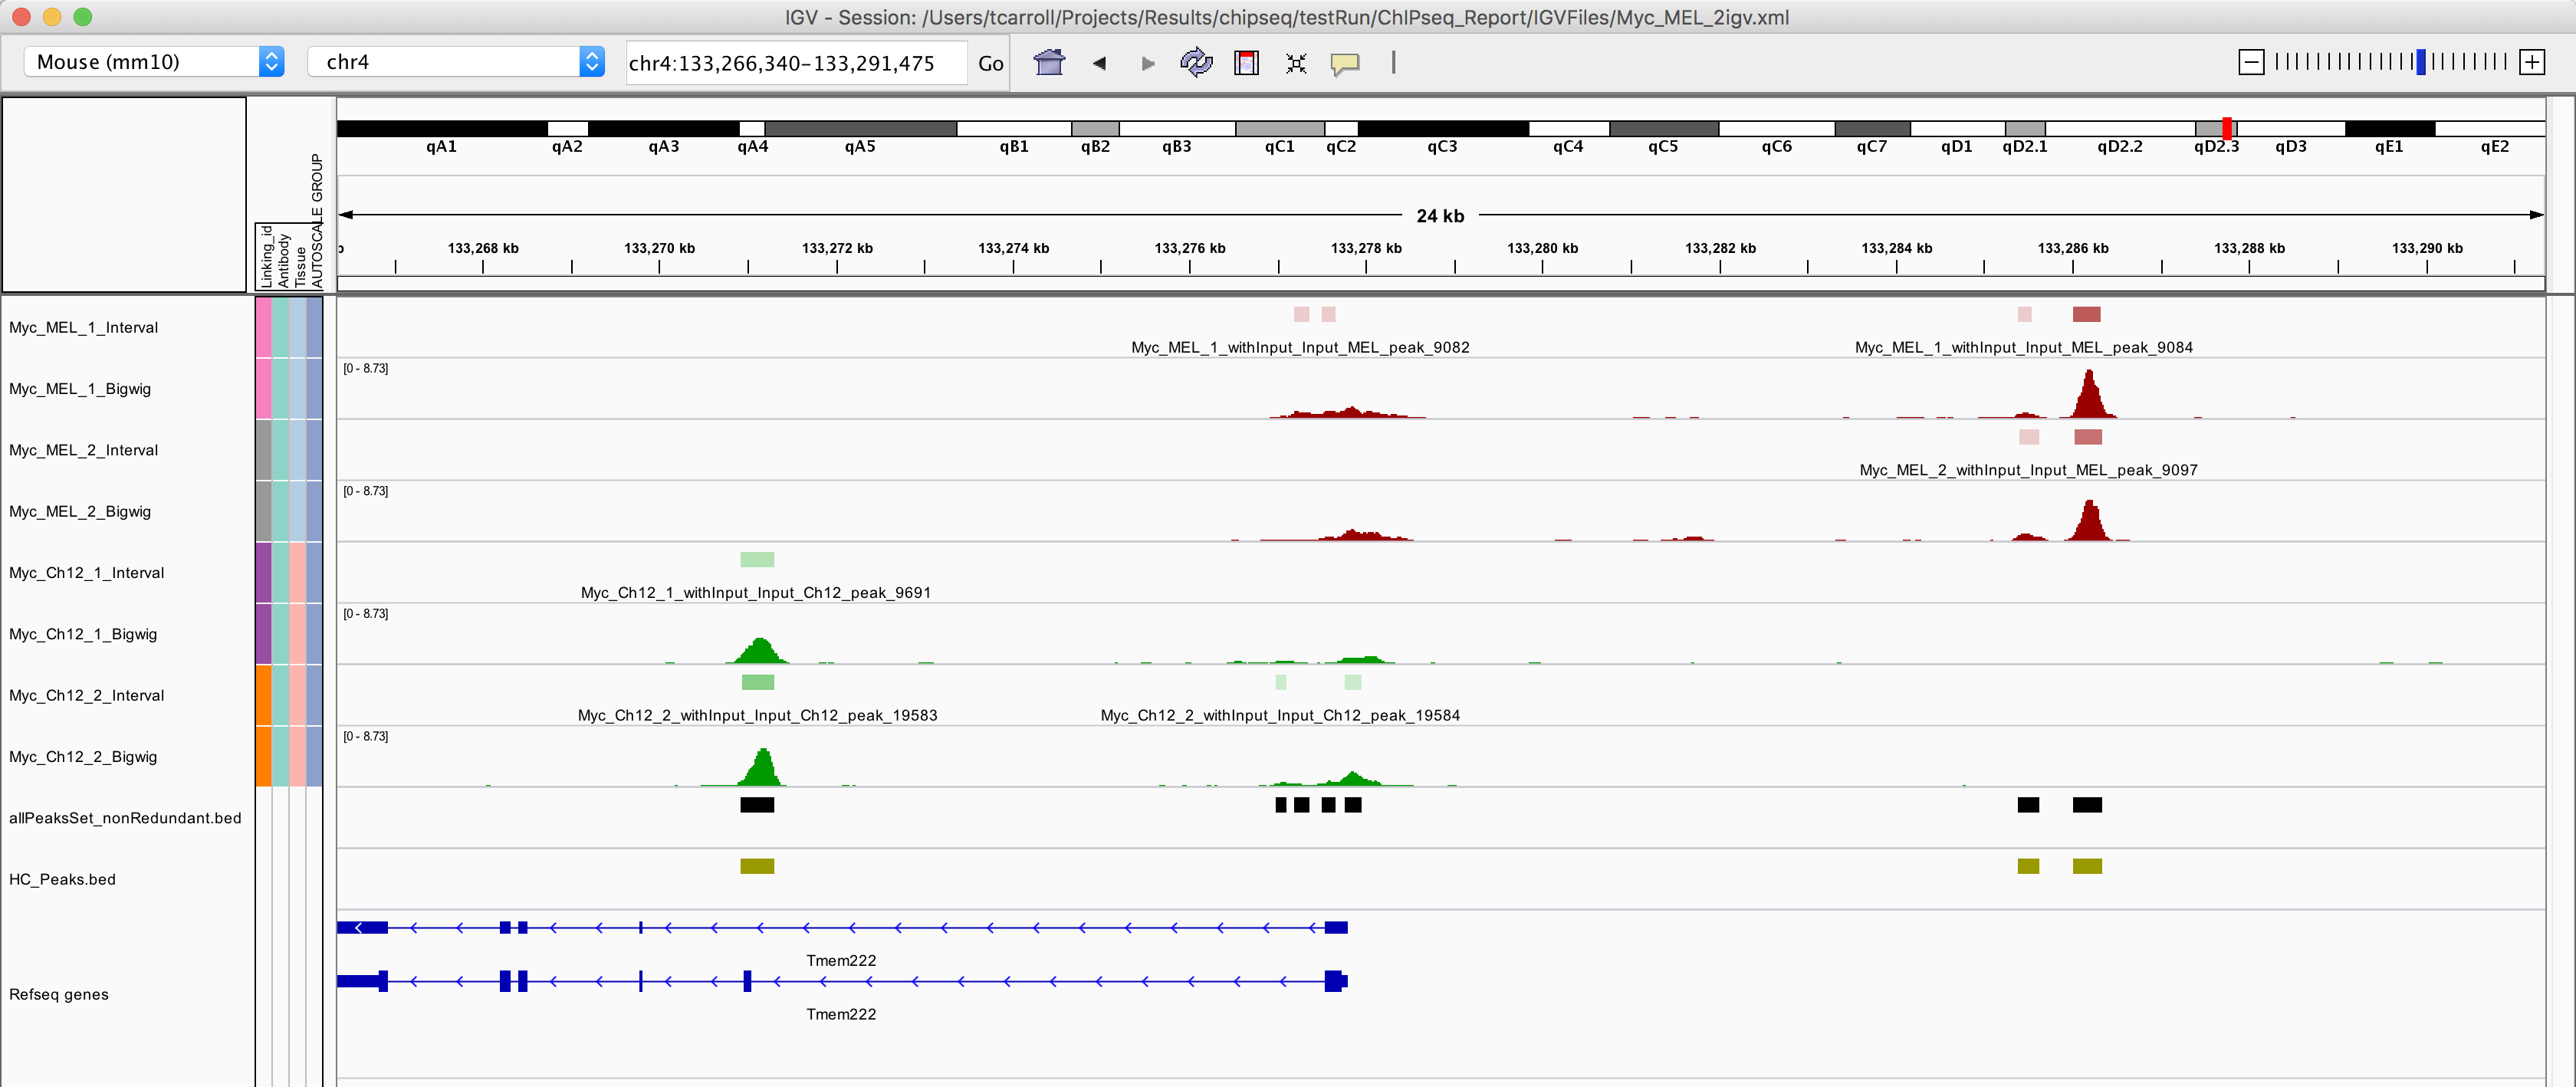 IGV - Session: /Users/tcarroll/Projects/Results/chipseq/testRun/ChIPseq_Report/IGVFiles/Myc_MEL_2igv.xml
Mouse (mm10) chr4 chr4:133,266,340-133,291,475 Go
qA1 qA2 qA3 qA4 qA5 qB1 qB2 qB3 qC1 qC2 qC3 qC4 qC5 qC6 qC7 qD1 qD2.1 qD2.2 qD2.3 qD3 qE1 qE2
24 kb
133,268 kb 133,270 kb 133,272 kb 133,274 kb 133,276 kb 133,278 kb 133,280 kb 133,282 kb 133,284 kb 133,286 kb 133,288 kb 133,290 kb
Linking_id
Antibody
Tissue
AUTOSCALE GROUP
Myc_MEL_1_Interval
Myc_MEL_1_withInput_Input_MEL_peak_9082 Myc_MEL_1_withInput_Input_MEL_peak_9084
[0 - 8.73]
Myc_MEL_1_Bigwig
Myc_MEL_2_Interval
Myc_MEL_2_withInput_Input_MEL_peak_9097
[0 - 8.73]
Myc_MEL_2_Bigwig
Myc_Ch12_1_Interval
Myc_Ch12_1_withInput_Input_Ch12_peak_9691
[0 - 8.73]
Myc_Ch12_1_Bigwig
Myc_Ch12_2_Interval
Myc_Ch12_2_withInput_Input_Ch12_peak_19583 Myc_Ch12_2_withInput_Input_Ch12_peak_19584
[0 - 8.73]
Myc_Ch12_2_Bigwig
allPeaksSet_nonRedundant.bed
HC_Peaks.bed
Tmem222
Refseq genes
Tmem222